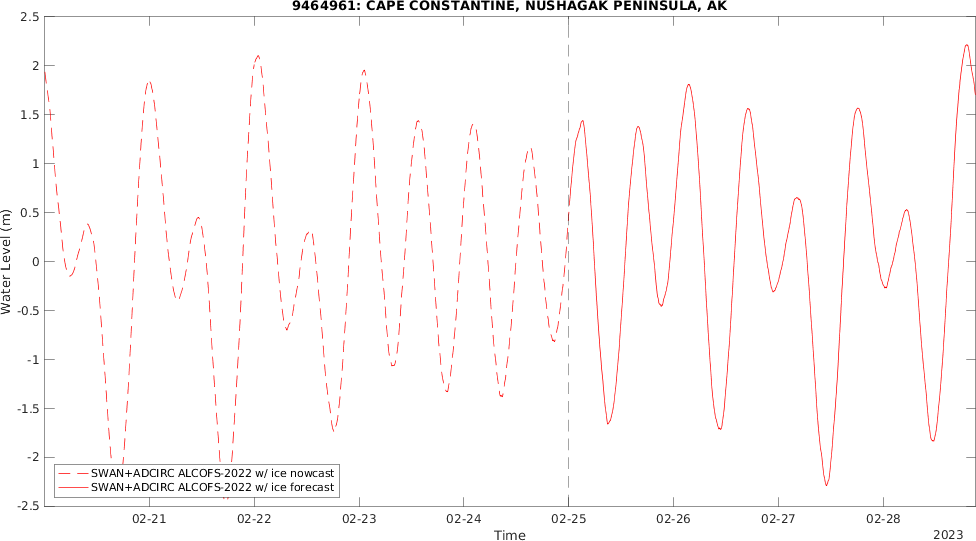 9464961: CAPE CONSTANTINE, NUSHAGAK PENINSULA, AK
2.5
2
1.5
1
0.5
0
-0.5
-1
-1.5
-2
-2.5
Water Level (m)
SWAN+ADCIRC ALCOFS-2022 w/ ice nowcast
SWAN+ADCIRC ALCOFS-2022 w/ ice forecast
02-21 02-22 02-23 02-24 02-25 02-26 02-27 02-28
Time
2023